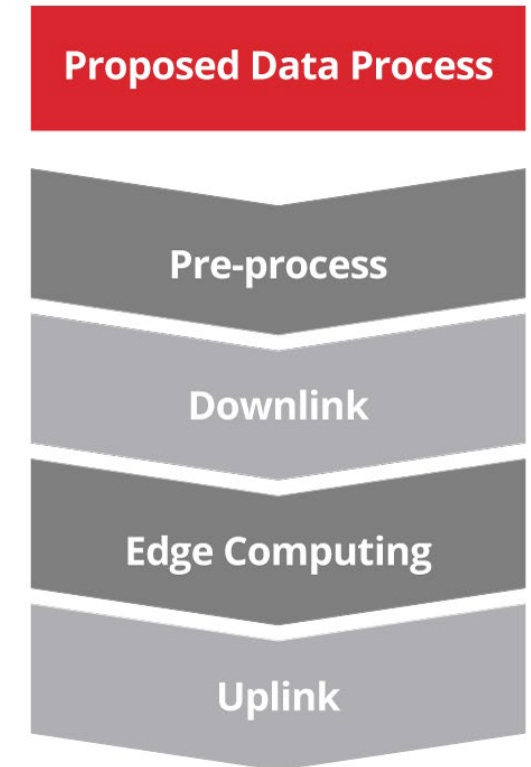 Proposed Data Process
Pre-process
Downlink
Edge Computing
Uplink